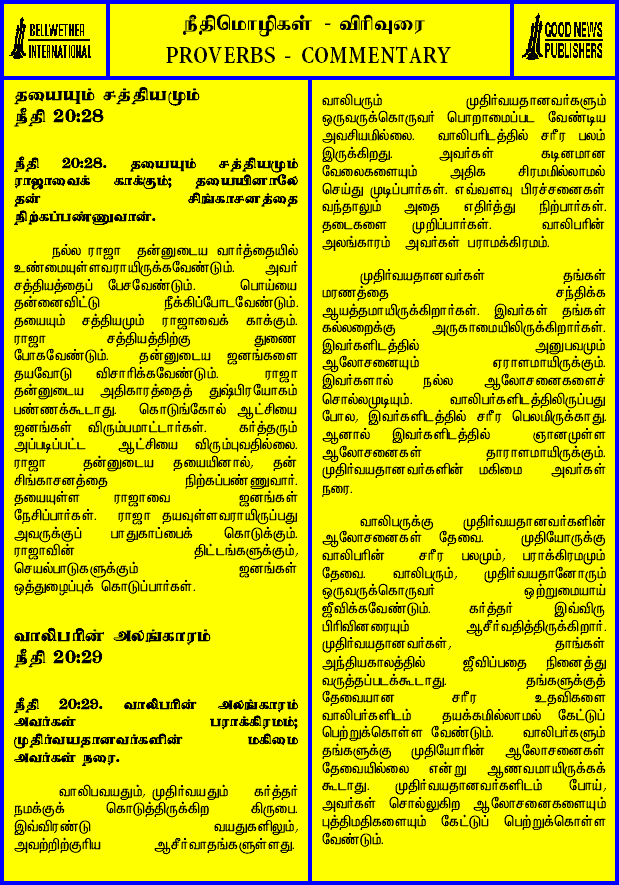 BELLWETHER
INTERNATIONAL
நீதிமொழிகள் - விரிவுரை
PROVERBS - COMMENTARY
GOOD NEWS
PUBLISHERS
தயையும் சத்தியமும்
நீதி 20:28
நீதி 20:28. தயையும் சத்தியமும்
ராஜாவைக் காக்கும்; தயையினாலே
தன் சிங்காசனத்தை
நிற்கப்பண்ணுவான்.
நல்ல ராஜா தன்னுடைய வார்த்தையில்
உண்மையுள்ளவராயிருக்கவேண்டும். அவர்
சத்தியத்தைப் பேசவேண்டும். பொய்யை
தன்னைவிட்டு நீக்கிப்போடவேண்டும்.
தயையும் சத்தியமும் ராஜாவைக் காக்கும்.
ராஜா சத்தியத்திற்கு துணை
போகவேண்டும். தன்னுடைய ஜனங்களை
தயவோடு விசாரிக்கவேண்டும். ராஜா
தன்னுடைய அதிகாரத்தைத் துஷ்பிரயோகம்
பண்ணக்கூடாது. கொடுங்கோல் ஆட்சியை
ஜனங்கள் விரும்பமாட்டார்கள். கர்த்தரும்
அப்படிப்பட்ட ஆட்சியை விரும்புவதில்லை.
ராஜா தன்னுடைய தயையினால், தன்
சிங்காசனத்தை நிற்கப்பண்ணுவார்.
தயையுள்ள ராஜாவை ஜனங்கள்
நேசிப்பார்கள். ராஜா தயவுள்ளவராயிருப்பது
அவருக்குப் பாதுகாப்பைக் கொடுக்கும்.
ராஜாவின் திட்டங்களுக்கும்,
செயல்பாடுகளுக்கும் ஜனங்கள்
ஒத்துழைப்புக் கொடுப்பார்கள்.
வாலிபரின் அலங்காரம்
நீதி 20:29
நீதி 20:29. வாலிபரின் அலங்காரம்
அவர்கள் பராக்கிரமம்;
முதிர்வயதானவர்களின் மகிமை
அவர்கள் நரை.
வாலிபவயதும், முதிர்வயதும் கர்த்தர்
நமக்குக் கொடுத்திருக்கிற கிருபை.
இவ்விரண்டு வயதுகளிலும்,
அவற்றிற்குரிய ஆசீர்வாதங்களுள்ளது.
வாலிபரும் முதிர்வயதானவர்களும்
ஒருவருக்கொருவர் பொறாமைப்பட வேண்டிய
அவசியமில்லை. வாலிபரிடத்தில் சரீர பலம்
இருக்கிறது. அவர்கள் கடினமான
வேலைகளையும் அதிக சிரமமில்லாமல்
செய்து முடிப்பார்கள். எவ்வளவு பிரச்சனைகள்
வந்தாலும் அதை எதிர்த்து நிற்பார்கள்.
தடைகளை முறிப்பார்கள். வாலிபரின்
அலங்காரம் அவர்கள் பராமக்கிரமம்.
முதிர்வயதானவர்கள் தங்கள்
மரணத்தை சந்திக்க
ஆயத்தமாயிருக்கிறார்கள். இவர்கள் தங்கள்
கல்லறைக்கு அருகாமையிலிருக்கிறார்கள்.
இவர்களிடத்தில் அனுபவமும்
ஆலோசனையும் ஏராளமாயிருக்கும்.
இவர்களால் நல்ல ஆலோசனைகளைச்
சொல்லமுடியும். வாலிபர்களிடத்திலிருப்பது
போல, இவர்களிடத்தில் சரீர பெலமிருக்காது.
ஆனால் இவர்களிடத்தில் ஞானமுள்ள
ஆலோசனைகள் தாராளமாயிருக்கும்.
முதிர்வயதானவர்களின் மகிமை அவர்கள்
நரை.
வாலிபருக்கு முதிர்வயதானவர்களின்
ஆலோசனைகள் தேவை. முதியோருக்கு
வாலிபரின் சரீர பலமும், பராக்கிரமமும்
தேவை. வாலிபரும், முதிர்வயதானோரும்
ஒருவருக்கொருவர் ஒற்றுமையாய்
ஜீவிக்கவேண்டும். கர்த்தர் இவ்விரு
பிரிவினரையும் ஆசீர்வதித்திருக்கிறார்.
முதிர்வயதானவர்கள், தாங்கள்
அந்தியகாலத்தில் ஜீவிப்பதை நினைத்து
வருத்தப்படக்கூடாது. தங்களுக்குத்
தேவையான சரீர உதவிகளை
வாலிபர்களிடம் தயக்கமில்லாமல் கேட்டுப்
பெற்றுக்கொள்ள வேண்டும். வாலிபர்களும்
தங்களுக்கு முதியோரின் ஆலோசனைகள்
தேவையில்லை என்று ஆணவமாயிருக்கக்
கூடாது. முதிர்வயதானவர்களிடம் போய்,
அவர்கள் சொல்லுகிற ஆலோசனைகளையும்
புத்திமதிகளையும் கேட்டுப் பெற்றுக்கொள்ள
வேண்டும்.